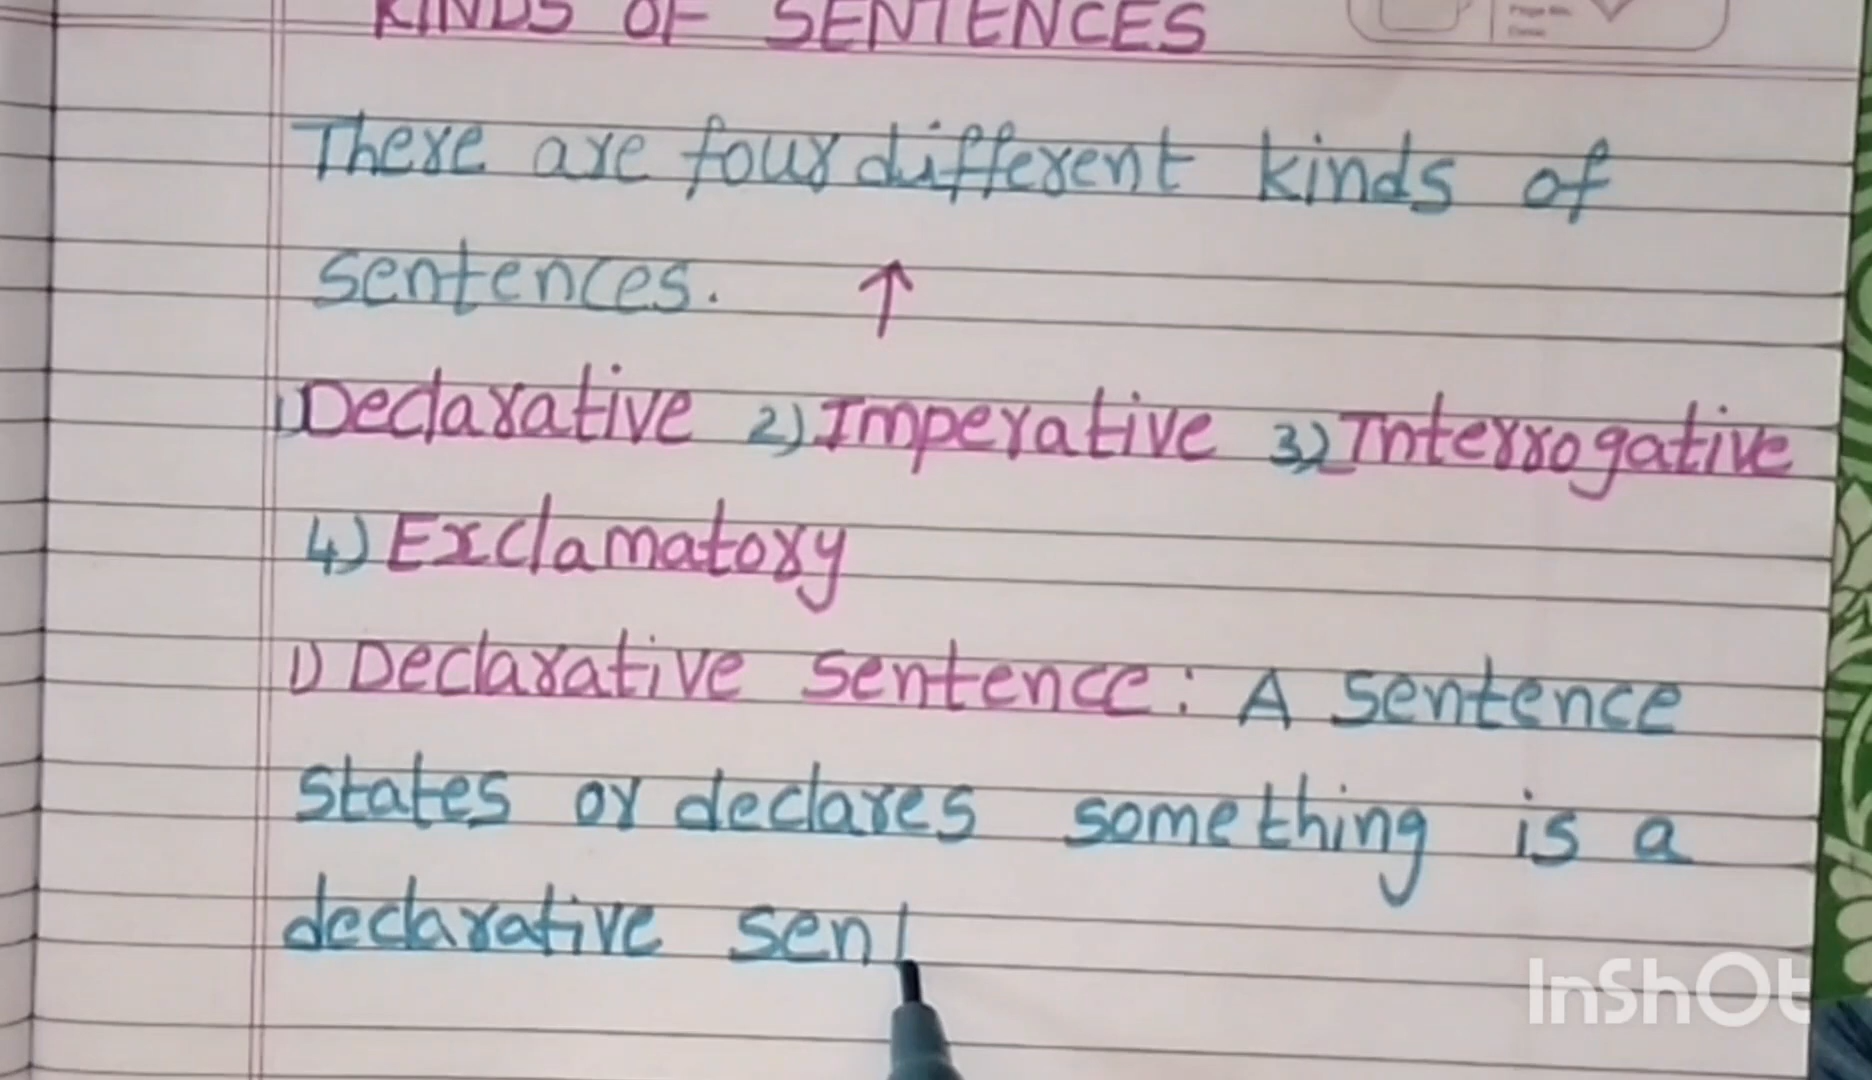 KINDS OF SENTENCES
There are four different kinds of
sentences. ↑
1) Declarative 2) Imperative 3) Interrogative
4) Exclamatory
1) Declarative sentence: A sentence
states or declares something is a
declarative sent
InShOt